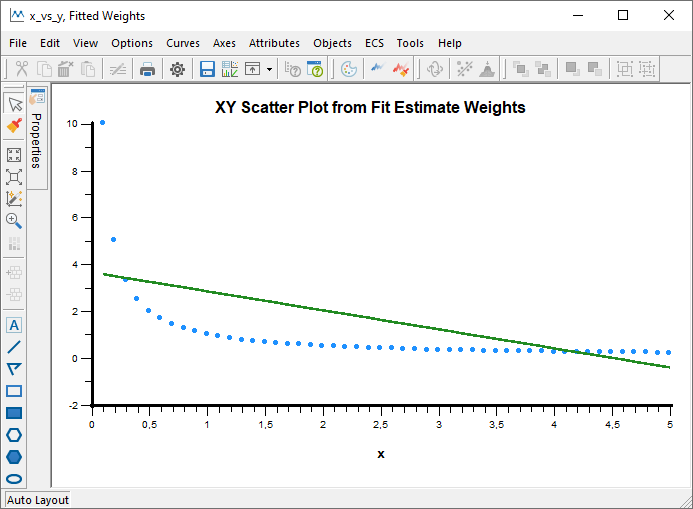 x_vs_y, Fitted Weights
File Edit View Options Curves Axes Attributes Objects ECS Tools Help
Properties
XY Scatter Plot from Fit Estimate Weights
10
8
6
4
2
0
-2
0 0,5 1 1,5 2 2,5 3 3,5 4 4,5 5
x
A
Auto Layout